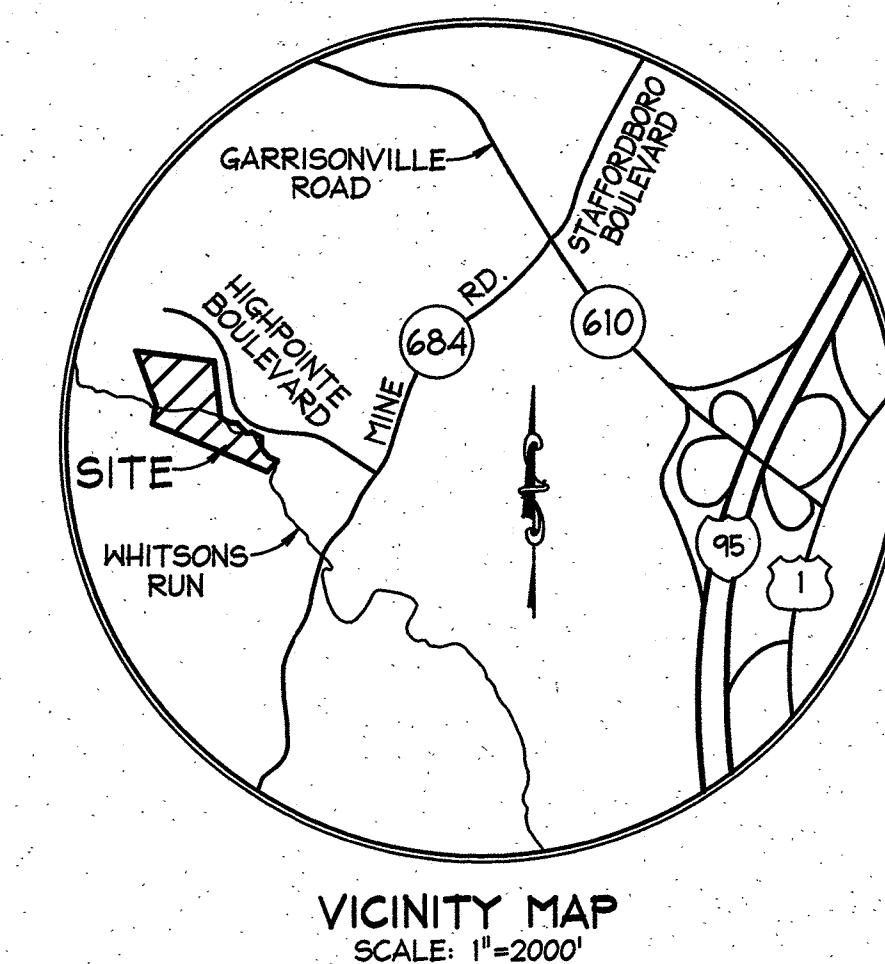 GARRISONVILLE
ROAD
STAFFORDBORO
BOULEVARD
HIGHPOINTE
BOULEVARD
MINE RD.
684
610
SITE
WHITSONS
RUN
95
1
VICINITY MAP
SCALE: 1"=2000'